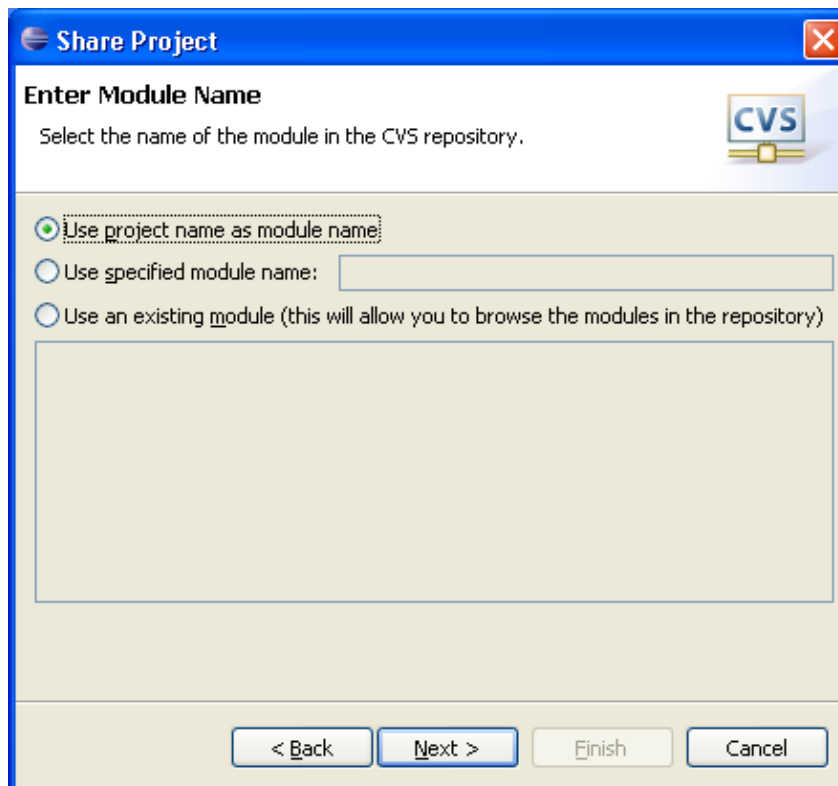 Share Project
Enter Module Name
Select the name of the module in the CVS repository.
CVS
Use project name as module name
Use specified module name:
Use an existing module (this will allow you to browse the modules in the repository)
< Back Next > Finish Cancel